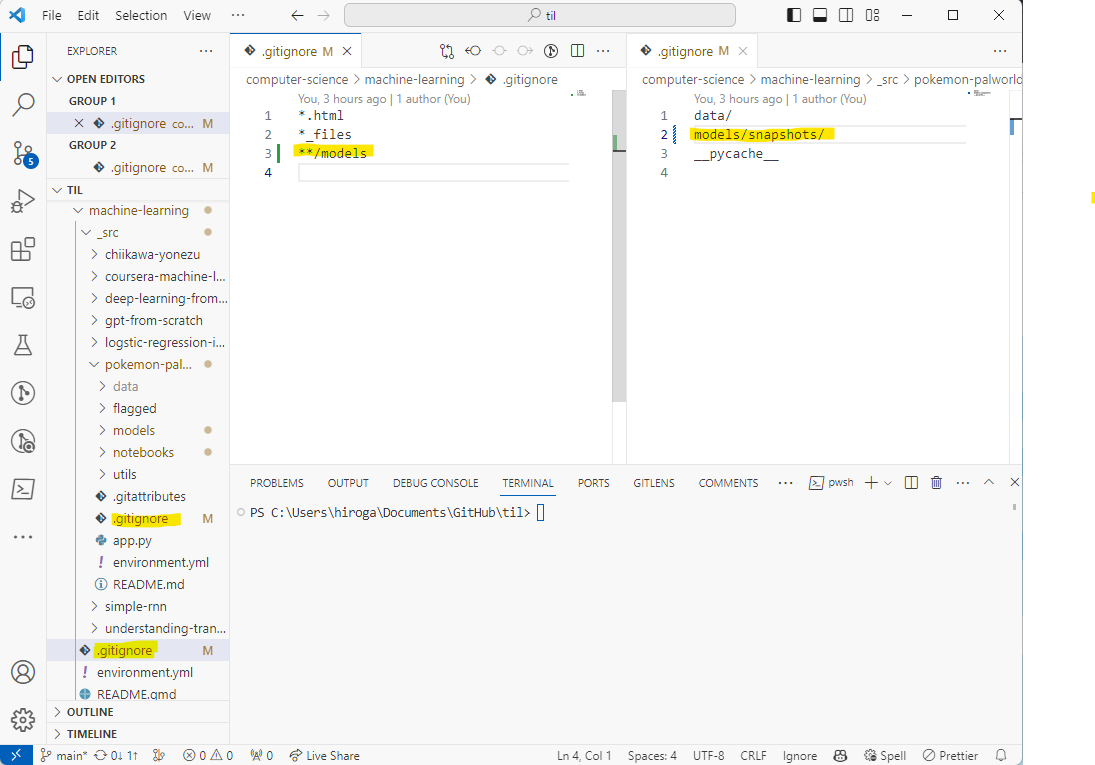 File Edit Selection View ··· til
EXPLORER ···
OPEN EDITORS
GROUP 1
.gitignore co... M
GROUP 2
.gitignore co... M
TIL
machine-learning
_src
chiikawa-yonezu
coursera-machine-l...
deep-learning-from...
gpt-from-scratch
logstic-regression-i...
pokemon-pal...
data
flagged
models
notebooks
utils
.gitattributes
.gitignore M
app.py
environment.yml
README.md
simple-rnn
understanding-tran...
.gitignore M
environment.yml
README.qmd
OUTLINE
TIMELINE
5
.gitignore M
computer-science > machine-learning > .gitignore
You, 3 hours ago | 1 author (You)
1 *.html
2 *_files
3 **/models
4
.gitignore M
computer-science > machine-learning > _src > pokemon-palworld
You, 3 hours ago | 1 author (You)
1 data/
2 models/snapshots/
3 __pycache__
4
PROBLEMS OUTPUT DEBUG CONSOLE TERMINAL PORTS GITLENS COMMENTS ··· pwsh
PS C:\Users\hiroga\Documents\GitHub\til>
main* 0↓ 1↑ 0 0 0 Live Share Ln 4, Col 1 Spaces: 4 UTF-8 CRLF Ignore Spell Prettier